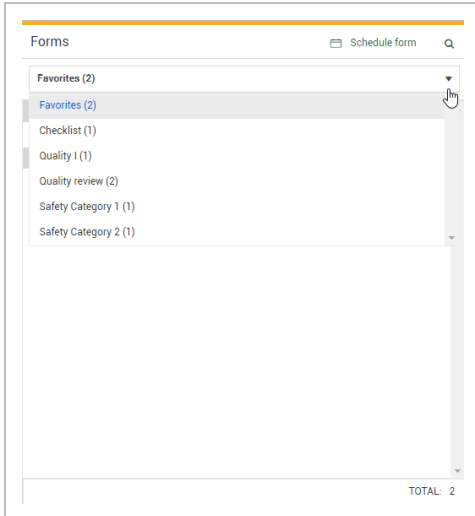 Forms
Schedule form
Favorites (2)
Favorites (2)
Checklist (1)
Quality I (1)
Quality review (2)
Safety Category 1 (1)
Safety Category 2 (1)
TOTAL: 2